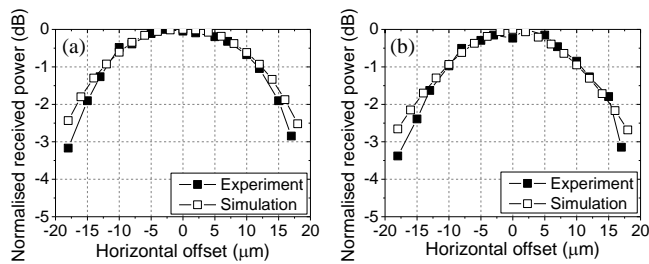 (a)
Normalised received power (dB)
0
-1
-2
-3
-4
-5
Experiment
Simulation
-20 -15 -10 -5 0 5 10 15 20
Horizontal offset (μm)
(b)
Normalised received power (dB)
0
-1
-2
-3
-4
-5
Experiment
Simulation
-20 -15 -10 -5 0 5 10 15 20
Horizontal offset (μm)